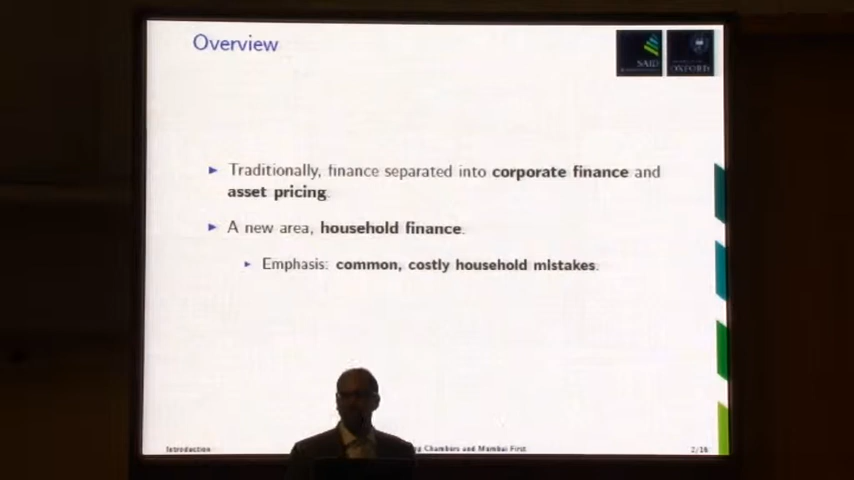 Overview
SAID
OXFORD
► Traditionally, finance separated into corporate finance and
asset pricing.
► A new area, household finance.
► Emphasis: common, costly household mistakes.
Introduction
Chambers and Mumbai First
2/18